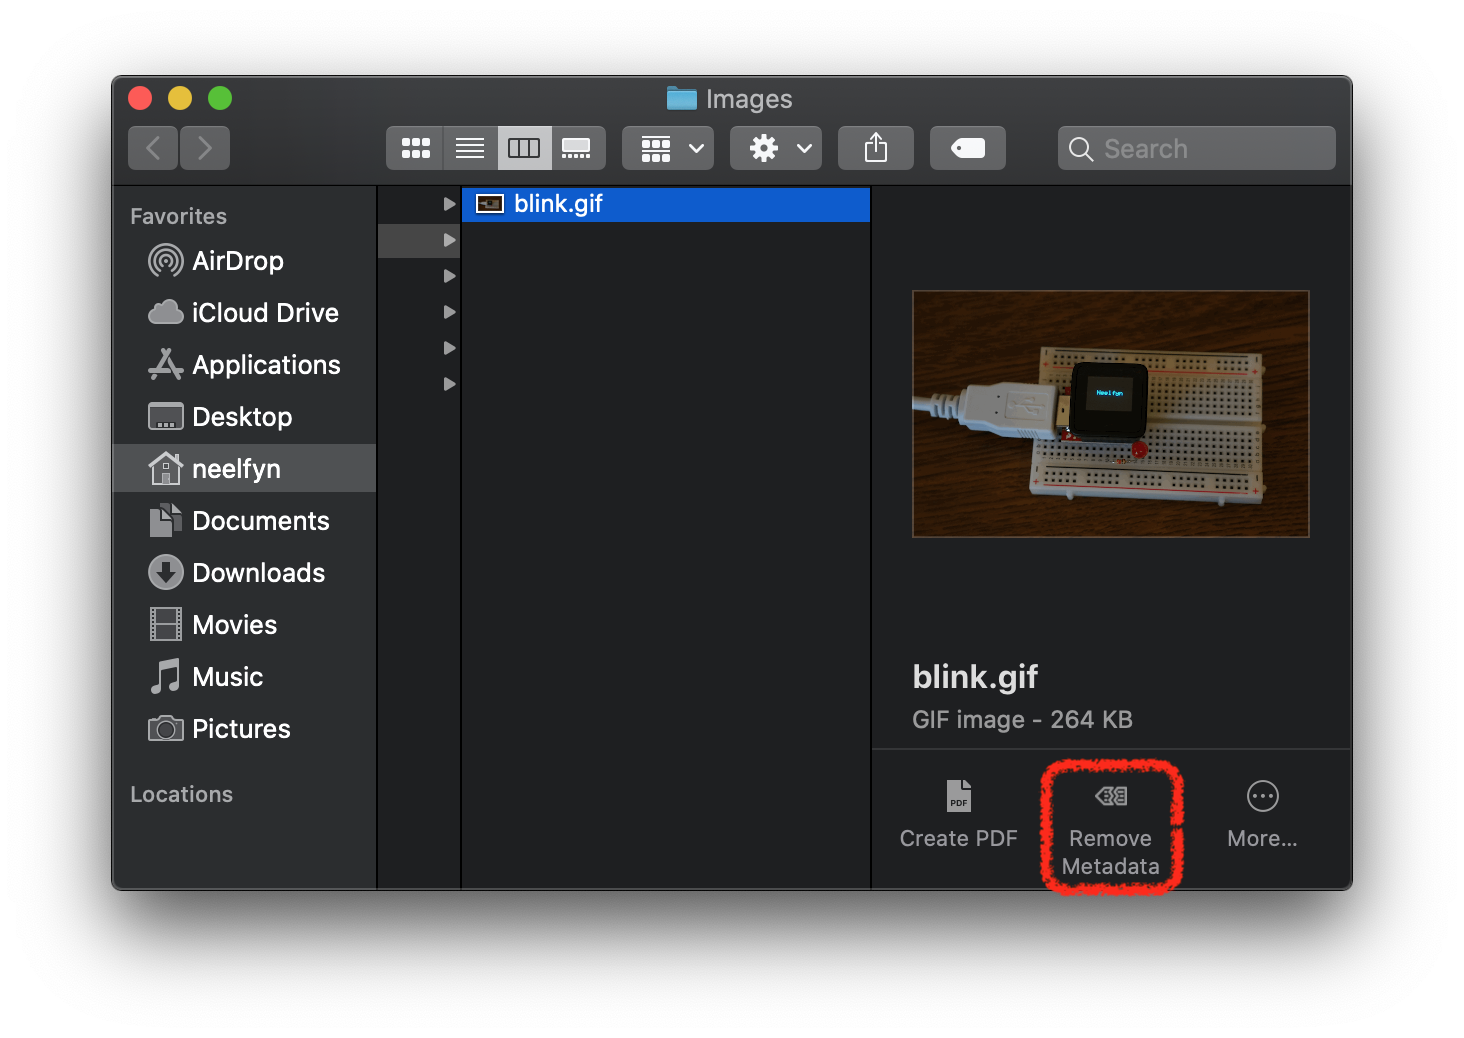 Images
Search
Favorites
AirDrop
iCloud Drive
Applications
Desktop
neelfyn
Documents
Downloads
Movies
Music
Pictures
Locations
blink.gif
Neelfyn
blink.gif
GIF image - 264 KB
PDF
Create PDF
Remove
Metadata
More...